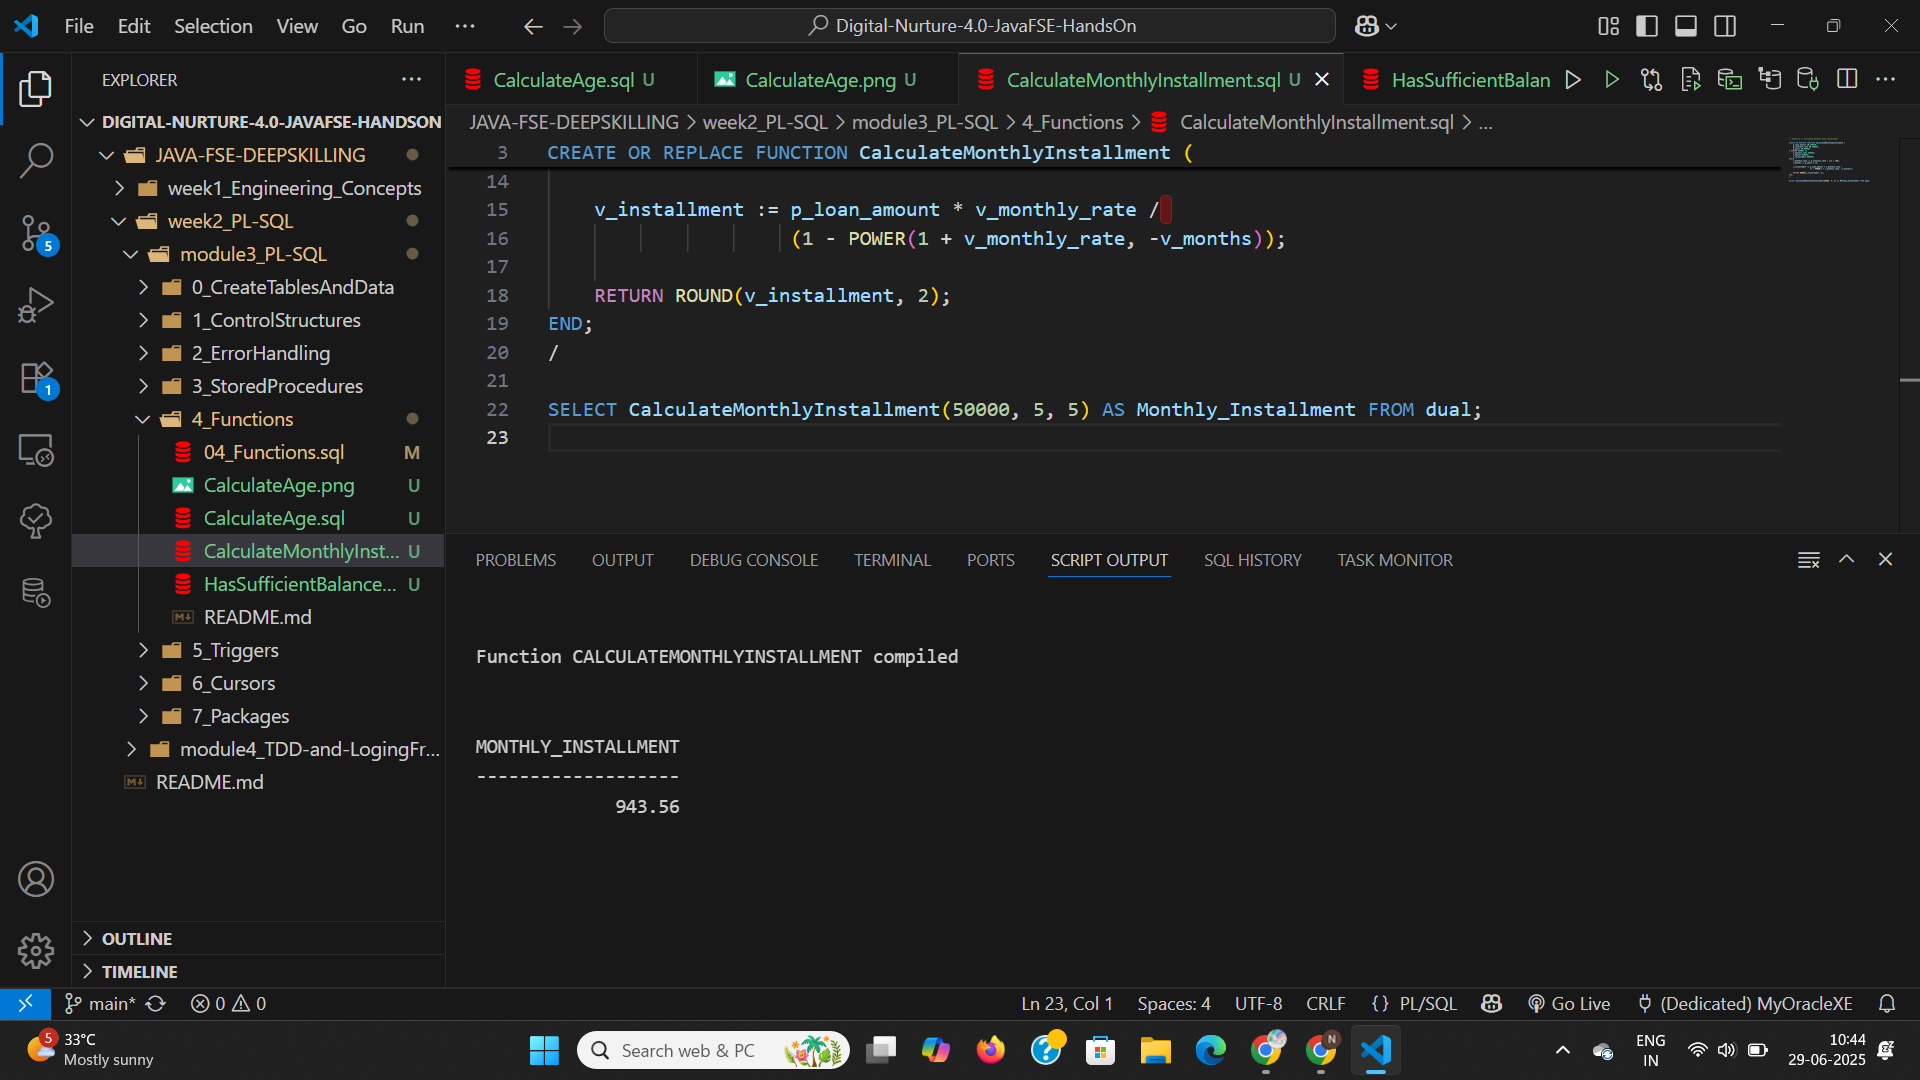 File Edit Selection View Go Run ···
Digital-Nurture-4.0-JavaFSE-HandsOn
EXPLORER
DIGITAL-NURTURE-4.0-JAVAFSE-HANDSON
JAVA-FSE-DEEPSKILLING
week1_Engineering_Concepts
week2_PL-SQL
module3_PL-SQL
0_CreateTablesAndData
1_ControlStructures
2_ErrorHandling
3_StoredProcedures
4_Functions
04_Functions.sql M
CalculateAge.png U
CalculateAge.sql U
CalculateMonthlyInst... U
HasSufficientBalance... U
README.md
5_Triggers
6_Cursors
7_Packages
module4_TDD-and-LogingFr...
README.md
OUTLINE
TIMELINE
5
1
CalculateAge.sql U CalculateAge.png U CalculateMonthlyInstallment.sql U HasSufficientBalan
JAVA-FSE-DEEPSKILLING > week2_PL-SQL > module3_PL-SQL > 4_Functions > CalculateMonthlyInstallment.sql > ...
3 CREATE OR REPLACE FUNCTION CalculateMonthlyInstallment (
14
15 v_installment := p_loan_amount * v_monthly_rate /
16 (1 - POWER(1 + v_monthly_rate, -v_months));
17
18 RETURN ROUND(v_installment, 2);
19 END;
20 /
21
22 SELECT CalculateMonthlyInstallment(50000, 5, 5) AS Monthly_Installment FROM dual;
23
PROBLEMS OUTPUT DEBUG CONSOLE TERMINAL PORTS SCRIPT OUTPUT SQL HISTORY TASK MONITOR
Function CALCULATEMONTHLYINSTALLMENT compiled
MONTHLY_INSTALLMENT
-------------------
943.56
main* 0 0 Ln 23, Col 1 Spaces: 4 UTF-8 CRLF {} PL/SQL Go Live (Dedicated) MyOracleXE
5 33°C
Mostly sunny
Search web & PC
N
ENG
IN
10:44
29-06-2025